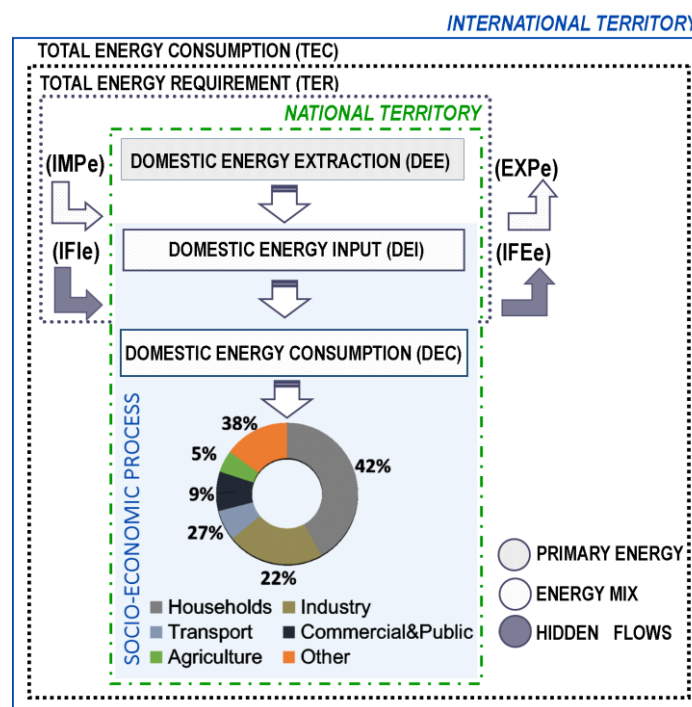 INTERNATIONAL TERRITORY
TOTAL ENERGY CONSUMPTION (TEC)
TOTAL ENERGY REQUIREMENT (TER)
NATIONAL TERRITORY
(IMPe)
DOMESTIC ENERGY EXTRACTION (DEE)
(EXPe)
(IFIe)
DOMESTIC ENERGY INPUT (DEI)
(IFEe)
DOMESTIC ENERGY CONSUMPTION (DEC)
SOCIO-ECONOMIC PROCESS
38%
5%
42%
9%
27%
22%
Households
Industry
Transport
Commercial&Public
Agriculture
Other
PRIMARY ENERGY
ENERGY MIX
HIDDEN FLOWS